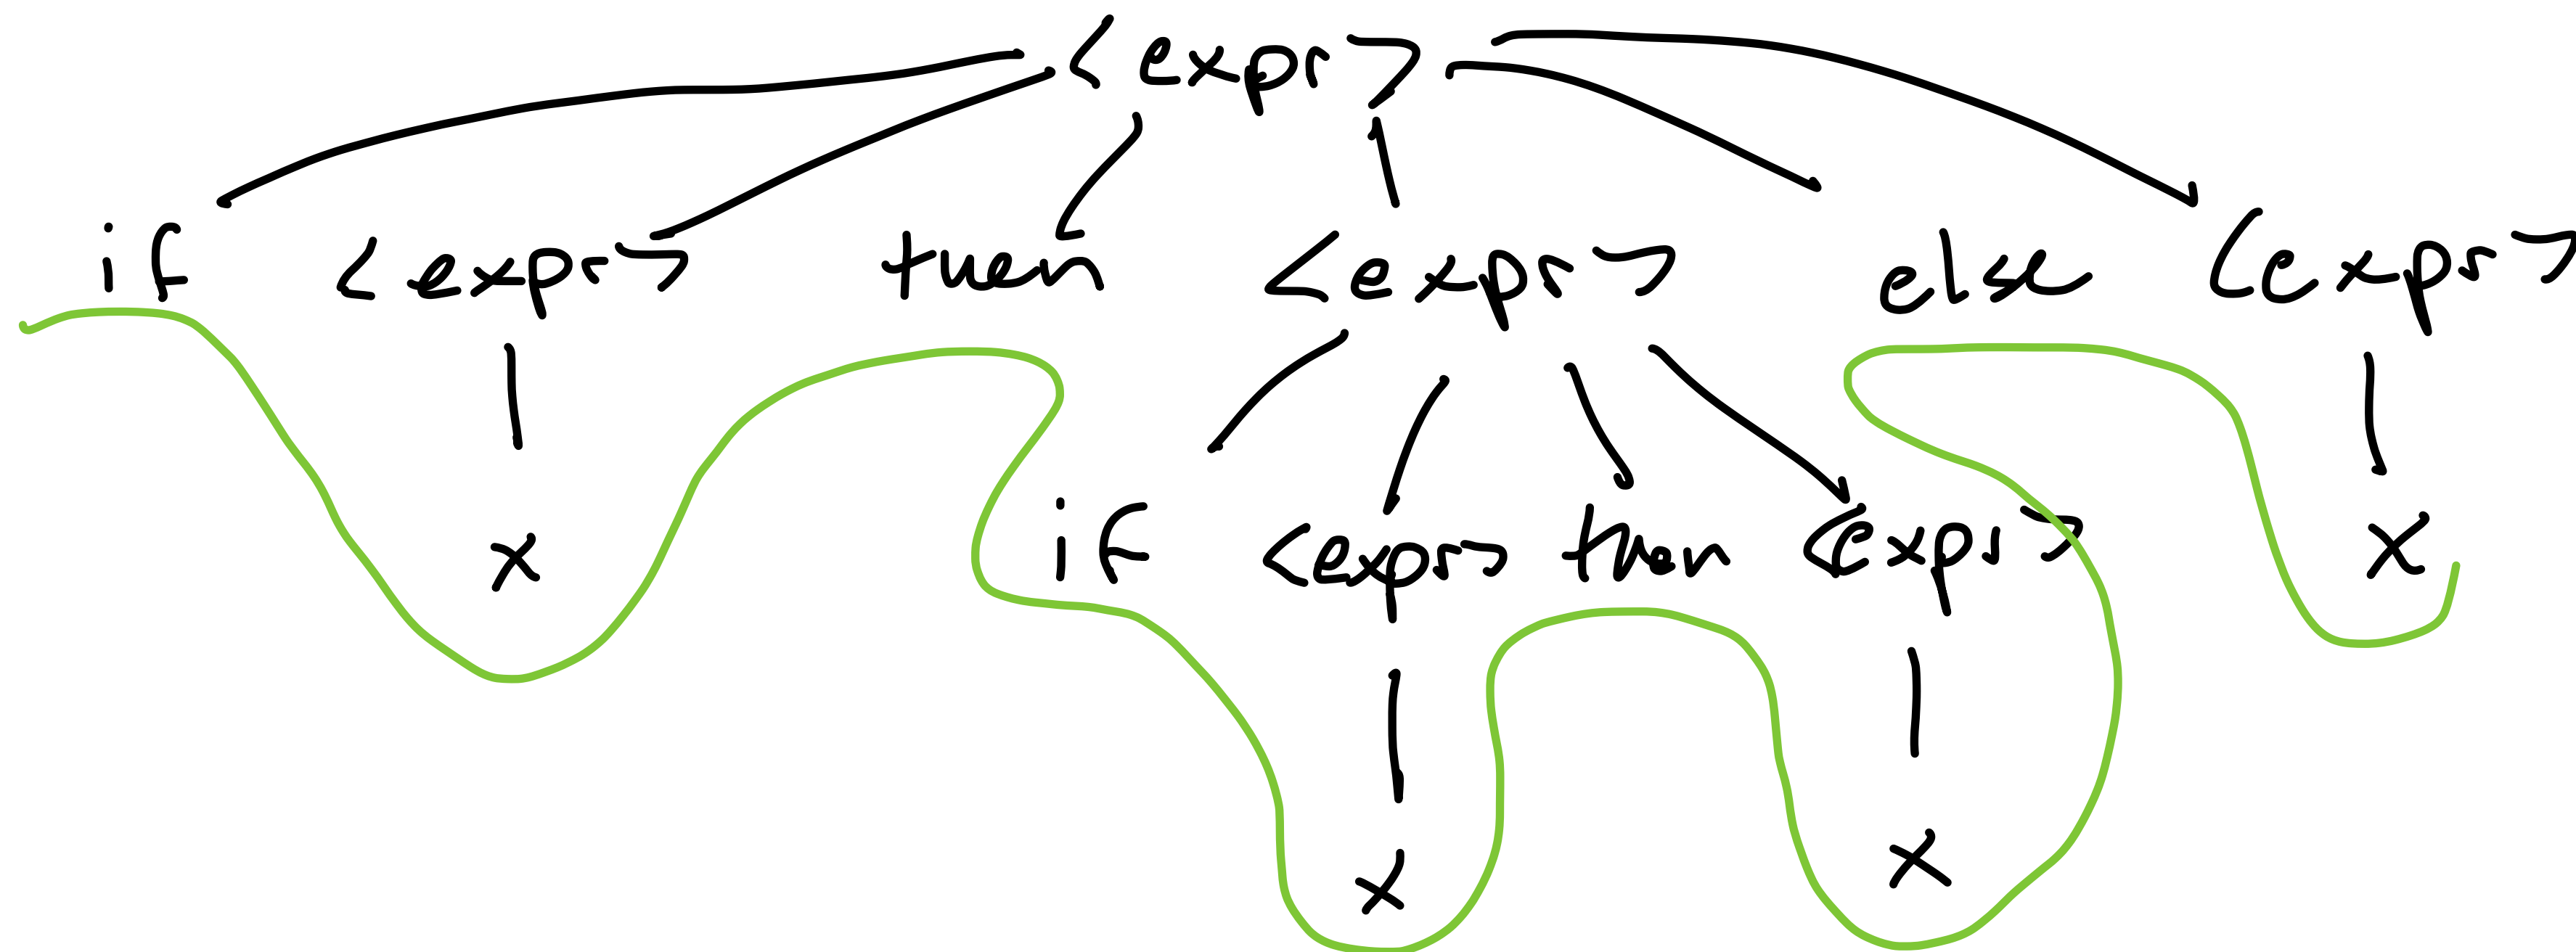 <expr>
if <expr> then <expr> else <expr>
x if <expr> then <expr> x
x x